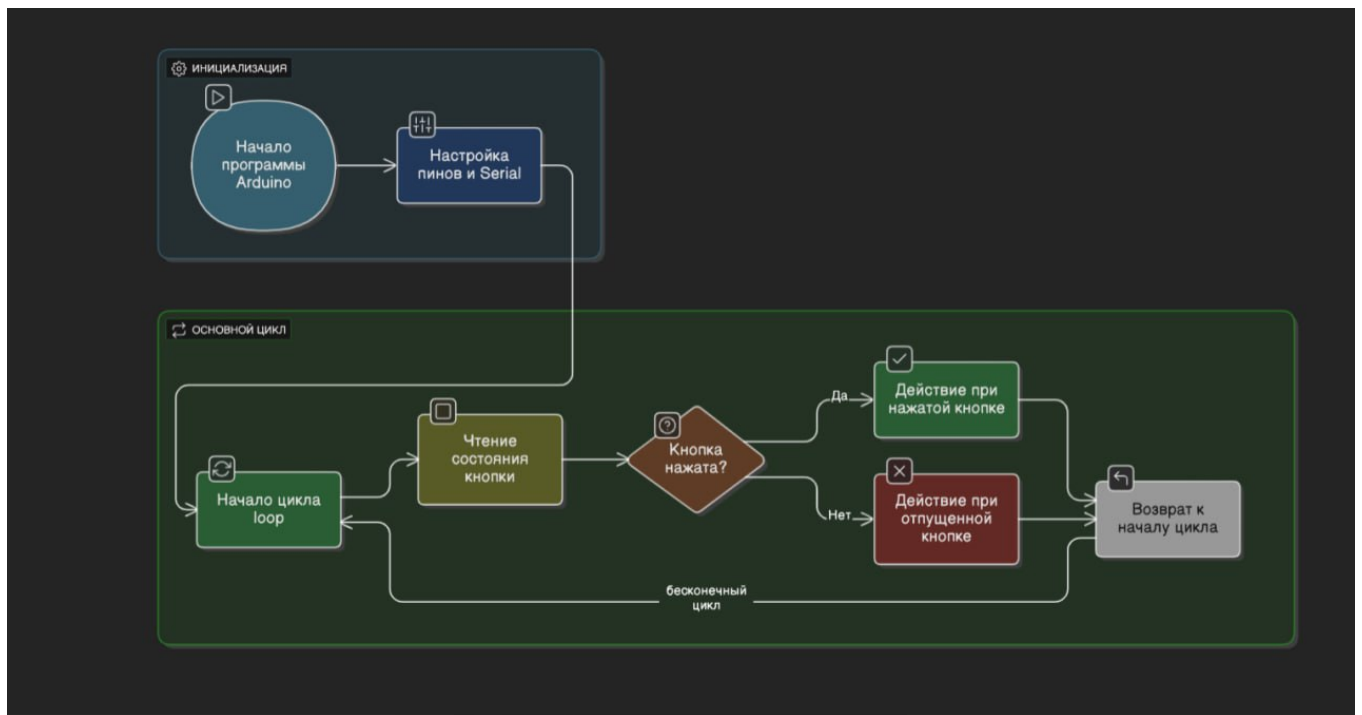 ИНИЦИАЛИЗАЦИЯ
Начало
программы
Arduino
Настройка
пинов и Serial
ОСНОВНОЙ ЦИКЛ
Начало цикла
loop
Чтение
состояния
кнопки
Кнопка
нажата?
Да
Действие при
нажатой кнопке
Нет
Действие при
отпущенной
кнопке
Возврат к
началу цикла
бесконечный
цикл